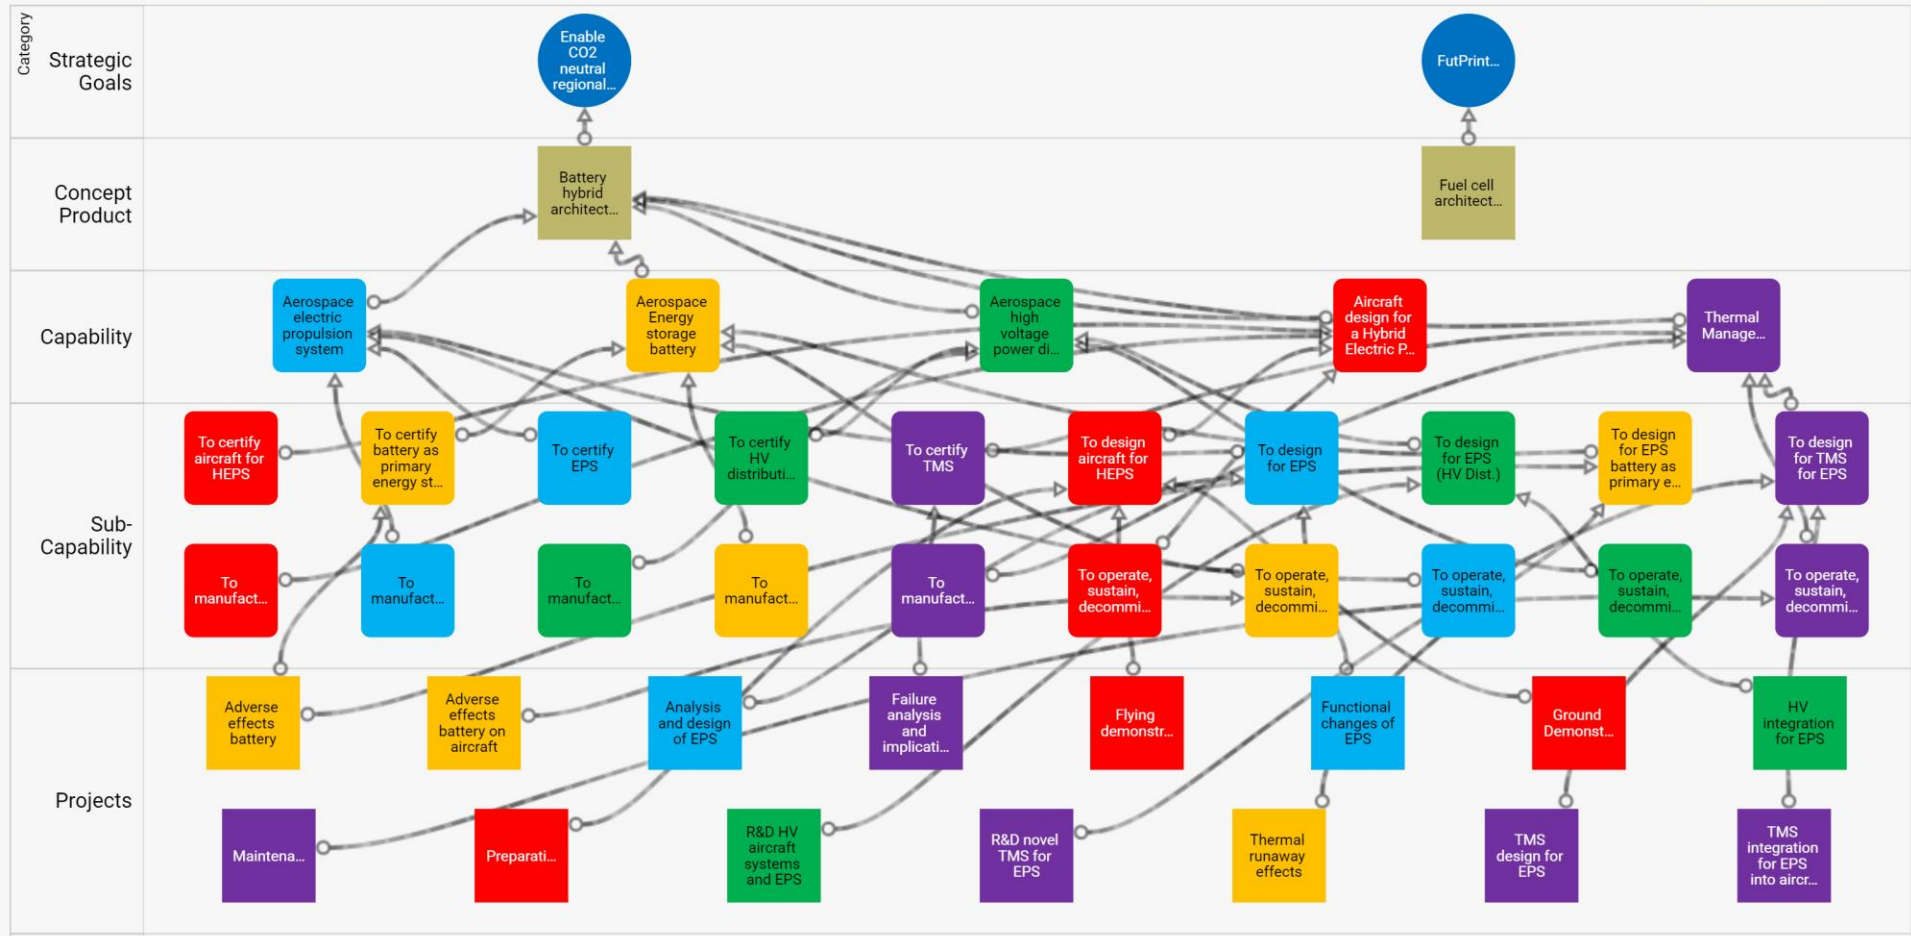 Category
Strategic
Goals
Enable
CO2
neutral
regional...
FutPrint...
Concept
Product
Battery
hybrid
architect...
Fuel cell
architect...
Capability
Aerospace
electric
propulsion
system
Aerospace
Energy
storage
battery
Aerospace
high
voltage
power di...
Aircraft
design for
a Hybrid
Electric P...
Thermal
Manage...
Sub-
Capability
To certify
aircraft for
HEPS
To certify
battery as
primary
energy st...
To certify
EPS
To certify
HV
distributi...
To certify
TMS
To design
aircraft for
HEPS
To design
for EPS
To design
for EPS
(HV Dist.)
To design
for EPS
battery as
primary e...
To design
for TMS
for EPS
To
manufact...
To
manufact...
To
manufact...
To
manufact...
To
manufact...
To operate,
sustain,
decommi...
To operate,
sustain,
decommi...
To operate,
sustain,
decommi...
To operate,
sustain,
decommi...
To operate,
sustain,
decommi...
Projects
Adverse
effects
battery
Adverse
effects
battery on
aircraft
Analysis
and design
of EPS
Failure
analysis
and
implicati...
Flying
demonstr...
Functional
changes of
EPS
Ground
Demonst...
HV
integration
for EPS
Maintena...
Preparati...
R&D HV
aircraft
systems
and EPS
R&D novel
TMS for
EPS
Thermal
runaway
effects
TMS
design for
EPS
TMS
integration
for EPS
into aircr...